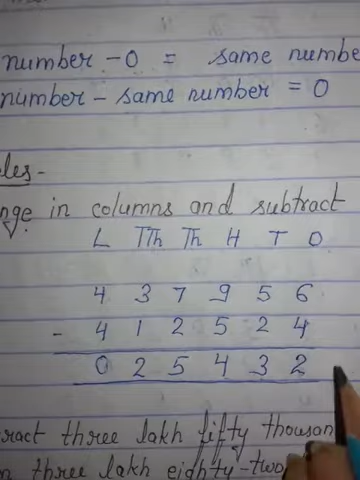 number - 0 = same numbe
number - same number = 0
les -
nge in columns and subtract
L TTh Th H T O
4 3 7 9 5 6
- 4 1 2 5 2 4
0 2 5 4 3 2
ract three lakh fifty thousan
m three lakh eighty-two